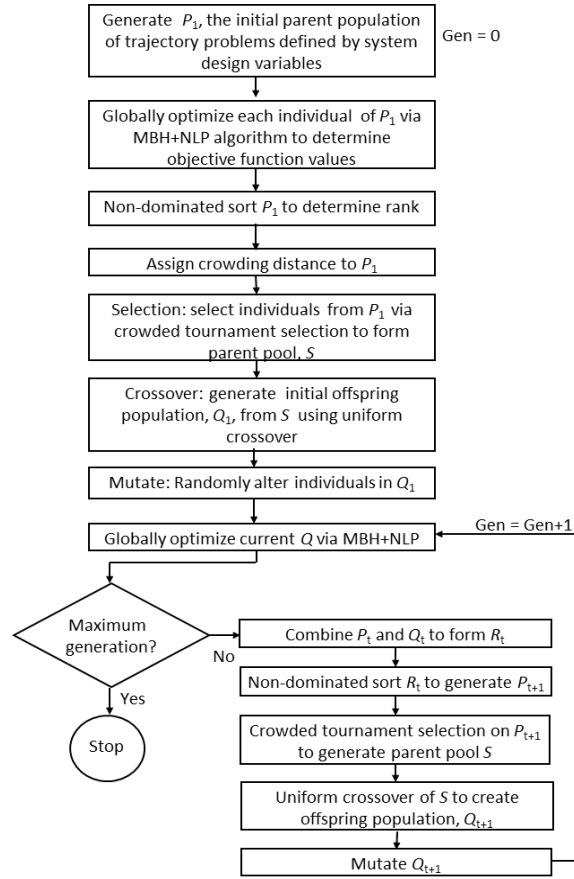 Generate P₁, the initial parent population
of trajectory problems defined by system
design variables
Gen = 0
Globally optimize each individual of P₁ via
MBH+NLP algorithm to determine
objective function values
Non-dominated sort P₁ to determine rank
Assign crowding distance to P₁
Selection: select individuals from P₁ via
crowded tournament selection to form
parent pool, S
Crossover: generate initial offspring
population, Q₁, from S using uniform
crossover
Mutate: Randomly alter individuals in Q₁
Gen = Gen+1
Globally optimize current Q via MBH+NLP
Maximum
generation?
No
Yes
Stop
Combine Pₜ and Qₜ to form Rₜ
Non-dominated sort Rₜ to generate Pₜ₊₁
Crowded tournament selection on Pₜ₊₁
to generate parent pool S
Uniform crossover of S to create
offspring population, Qₜ₊₁
Mutate Qₜ₊₁